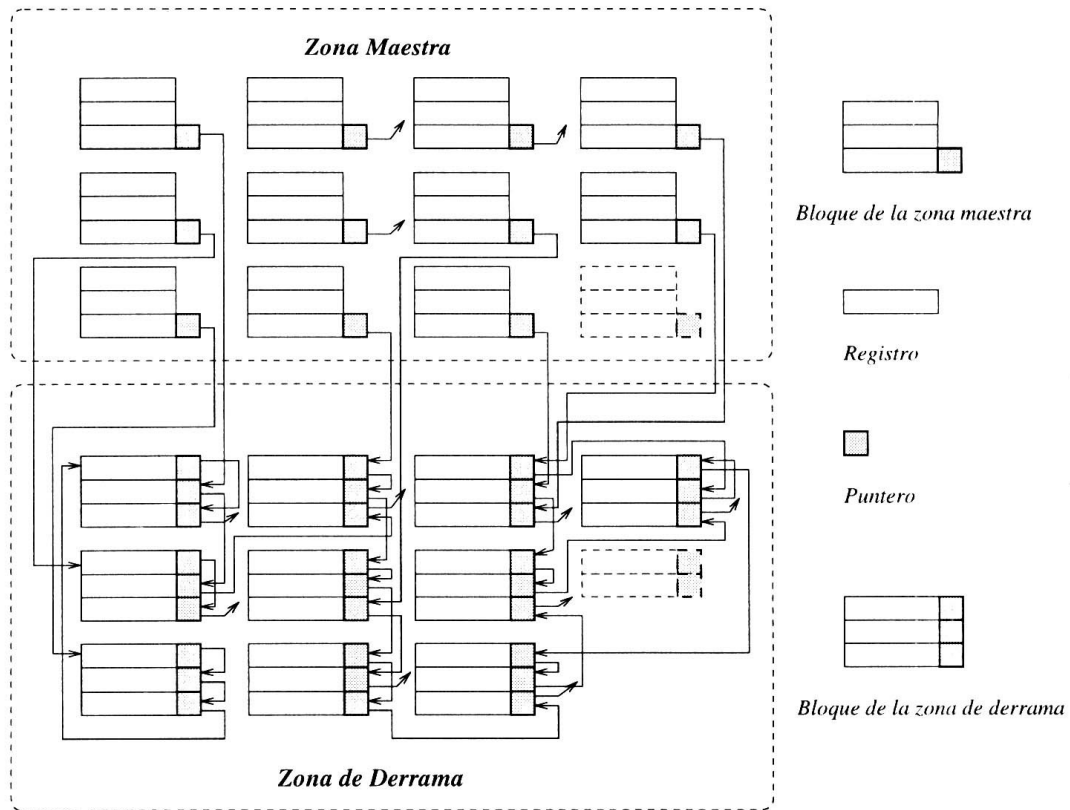 Zona Maestra
Bloque de la zona maestra
Registro
Puntero
Bloque de la zona de derrama
Zona de Derrama